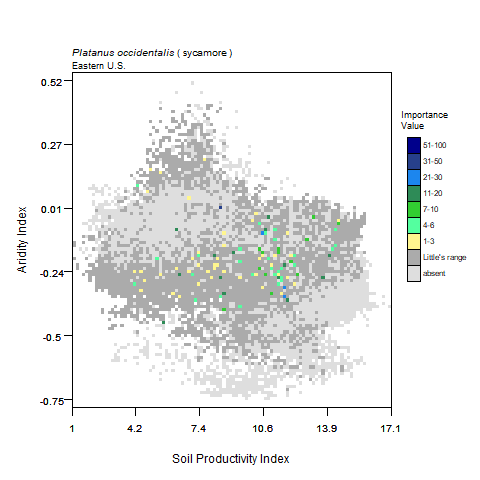 Platanus occidentalis ( sycamore )
Eastern U.S.
0.52
0.27
0.01
-0.24
-0.5
-0.75
Aridity Index
1 4.2 7.4 10.6 13.9 17.1
Soil Productivity Index
Importance
Value
51-100
31-50
21-30
11-20
7-10
4-6
1-3
Little's range
absent